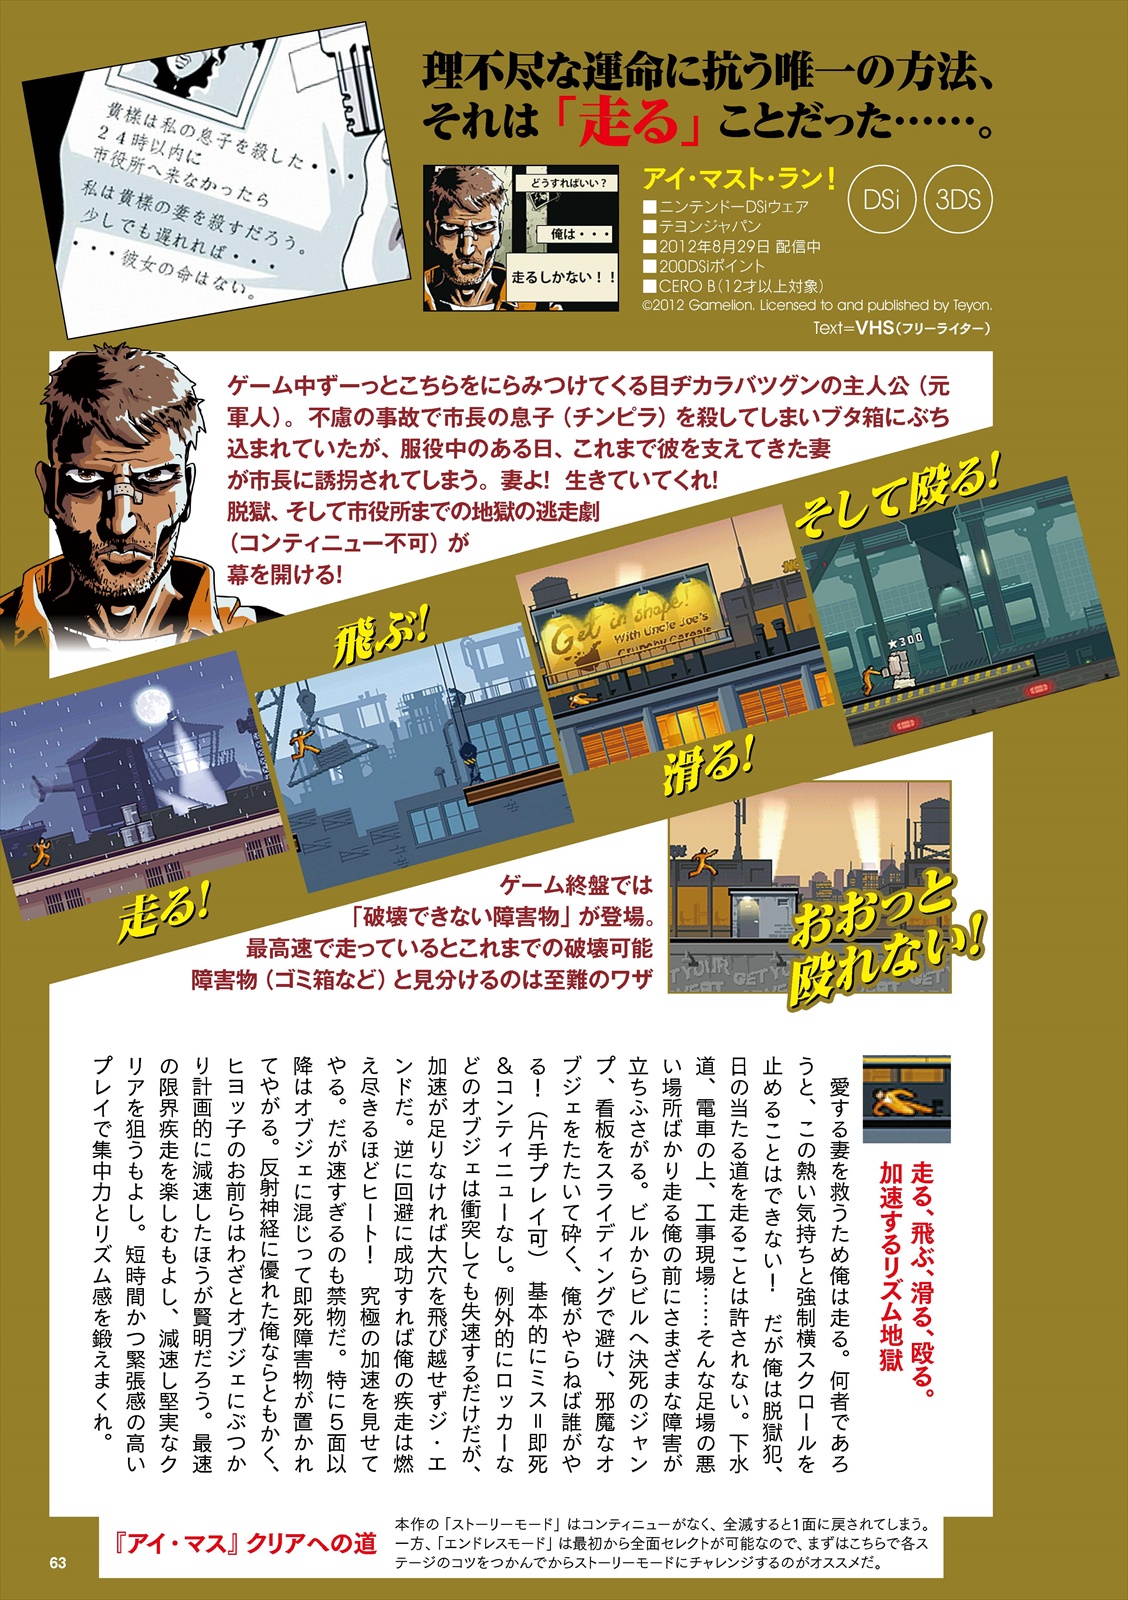 貴様は私の息子を殺した・・・
24時以内に
市役所へ来なかったら
私は貴様の妻を殺すだろう。
少しでも遅れれば・・・
・・・彼女の命はない。
理不尽な運命に抗う唯一の方法、
それは「走る」ことだった……。
どうすればいい?
俺は・・・
走るしかない!!
アイ・マスト・ラン!
DSi
3DS
■ニンテンドーDSiウェア
■テヨンジャパン
■2012年8月29日 配信中
■200DSiポイント
■CERO B(12才以上対象)
©2012 Gamelion. Licensed to and published by Teyon.
Text=VHS(フリーライター)
ゲーム中ずーっとこちらをにらみつけてくる目ヂカラバツグンの主人公(元
軍人)。不慮の事故で市長の息子(チンピラ)を殺してしまいブタ箱にぶち
込まれていたが、服役中のある日、これまで彼を支えてきた妻
が市長に誘拐されてしまう。妻よ! 生きていてくれ!
脱獄、そして市役所までの地獄の逃走劇
(コンティニュー不可)が
幕を開ける!
走る!
飛ぶ!
Get in shape!
With Uncle Joe's
Crunchy Cereals
滑る!
そして殴る!
★300
ゲーム終盤では
「破壊できない障害物」が登場。
最高速で走っているとこれまでの破壊可能
障害物(ゴミ箱など)と見分けるのは至難のワザ
おおっと
殴れない!
走る、飛ぶ、滑る、殴る。
加速するリズム地獄
愛する妻を救うため俺は走る。何者であろ
うと、この熱い気持ちと強制横スクロールを
止めることはできない! だが俺は脱獄犯、
日の当たる道を走ることは許されない。下水
道、電車の上、工事現場……そんな足場の悪
い場所ばかり走る俺の前にさまざまな障害が
立ちふさがる。ビルからビルへ決死のジャン
プ、看板をスライディングで避け、邪魔なオ
ブジェをたたいて砕く、俺がやらねば誰がや
る!(片手プレイ可) 基本的にミス=即死
&コンティニューなし。例外的にロッカーな
どのオブジェは衝突しても失速するだけだが、
加速が足りなければ大穴を飛び越せずジ・エ
ンドだ。逆に回避に成功すれば俺の疾走は燃
え尽きるほどヒート! 究極の加速を見せて
やる。だが速すぎるのも禁物だ。特に5面以
降はオブジェに混じって即死障害物が置かれ
てやがる。反射神経に優れた俺ならともかく、
ヒヨッ子のお前らはわざとオブジェにぶつか
り計画的に減速したほうが賢明だろう。最速
の限界疾走を楽しむもよし、減速し堅実なク
リアを狙うもよし。短時間かつ緊張感の高い
プレイで集中力とリズム感を鍛えまくれ。
『アイ・マス』クリアへの道
本作の「ストーリーモード」はコンティニューがなく、全滅すると1面に戻されてしまう。
一方、「エンドレスモード」は最初から全面セレクトが可能なので、まずはこちらで各ス
テージのコツをつかんでからストーリーモードにチャレンジするのがオススメだ。
63